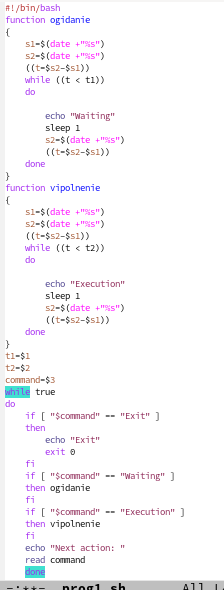 #!/bin/bash
function ogidanie
{
s1=$(date +"%s")
s2=$(date +"%s")
((t=$s2-$s1))
while ((t < t1))
do
echo "Waiting"
sleep 1
s2=$(date +"%s")
((t=$s2-$s1))
done
}
function vipolnenie
{
s1=$(date +"%s")
s2=$(date +"%s")
((t=$s2-$s1))
while ((t < t2))
do
echo "Execution"
sleep 1
s2=$(date +"%s")
((t=$s2-$s1))
done
}
t1=$1
t2=$2
command=$3
while true
do
if [ "$command" == "Exit" ]
then
echo "Exit"
exit 0
fi
if [ "$command" == "Waiting" ]
then ogidanie
fi
if [ "$command" == "Execution" ]
then vipolnenie
fi
echo "Next action: "
read command
done
prog1.sh All